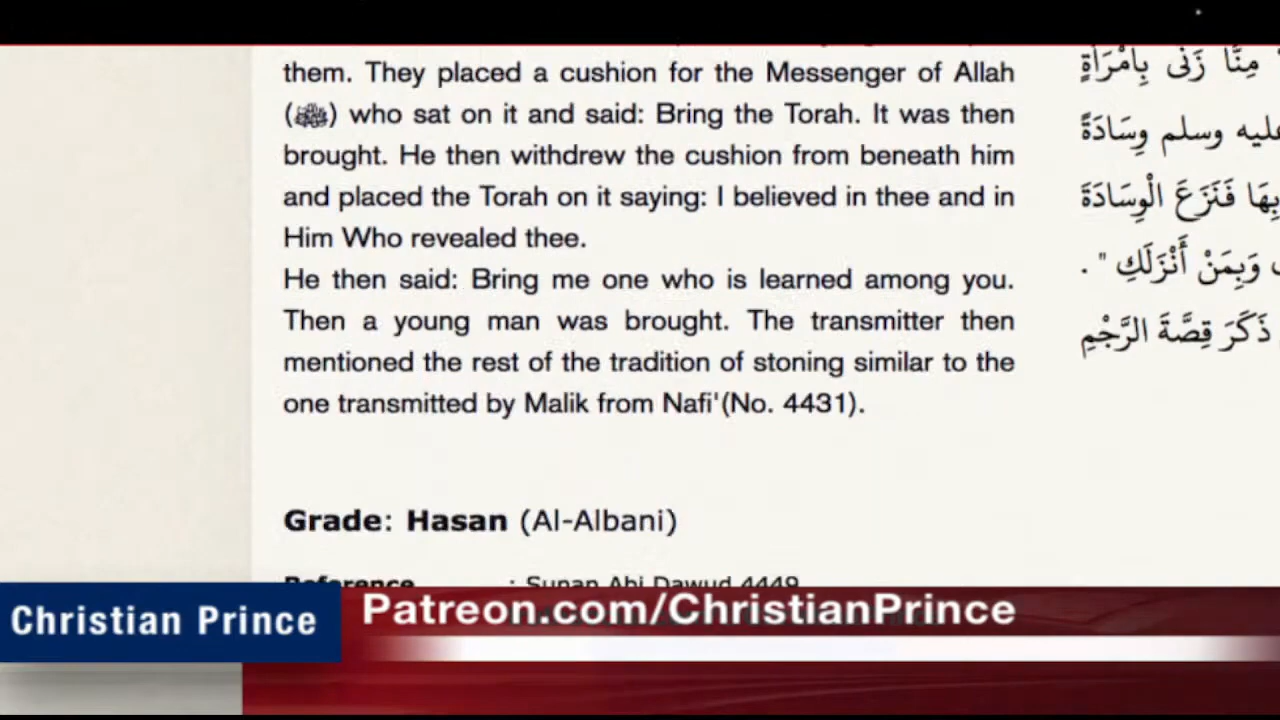 them. They placed a cushion for the Messenger of Allah
(ﷺ) who sat on it and said: Bring the Torah. It was then
brought. He then withdrew the cushion from beneath him
and placed the Torah on it saying: I believed in thee and in
Him Who revealed thee.
He then said: Bring me one who is learned among you.
Then a young man was brought. The transmitter then
mentioned the rest of the tradition of stoning similar to the
one transmitted by Malik from Nafi'(No. 4431).
مِنَّا زَنَى بِامْرَأَةٍ
عليه وسلم وِسَادَةً
بِهَا فَنَزَعَ الْوِسَادَةَ
وَبِمَنْ أَنْزَلَكِ " .
ذَكَرَ قِصَّةَ الرَّجْمِ
Grade: Hasan (Al-Albani)
Reference : Sunan Abi Dawud 4449
Christian Prince
Patreon.com/ChristianPrince